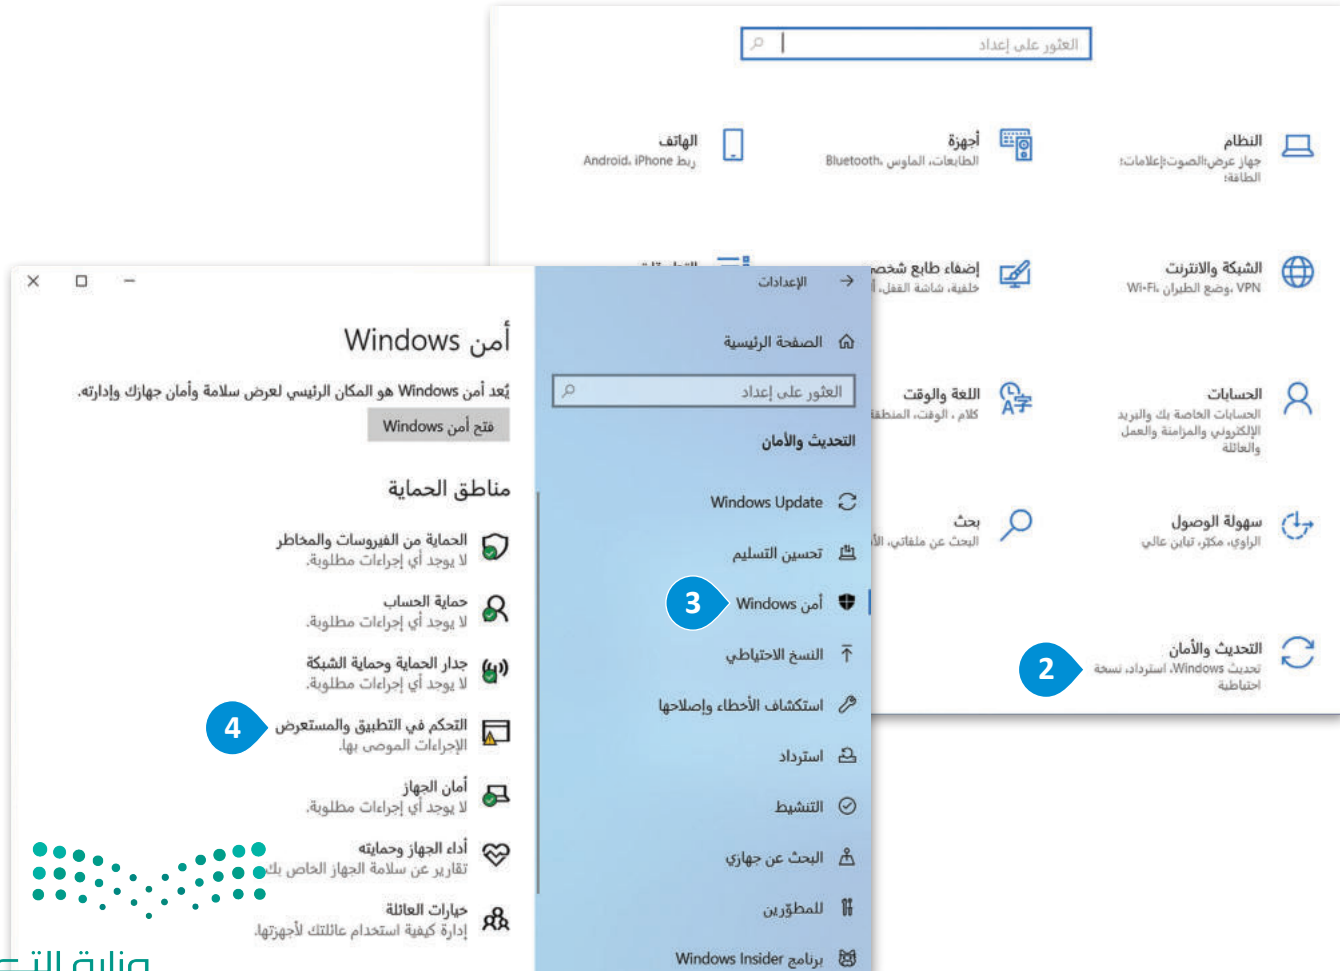 العثور على إعداد
النظام
جهاز عرض؛الصوت؛إعلامات؛
الطاقة؛
أجهزة
الطابعات، الماوس ،Bluetooth
الهاتف
ربط Android، iPhone
الشبكة والانترنت
VPN ،وضع الطيران ،Wi-Fi
إضفاء طابع شخص
خلفية، شاشة القفل، أ
الحسابات
الحسابات الخاصة بك والبريد
الإلكتروني والمزامنة والعمل
والعائلة
اللغة والوقت
كلام ، الوقت، المنطقة
سهولة الوصول
الراوي، مكبّر، تباين عالي
بحث
البحث عن ملفاتي، الأ
التحديث والأمان
تحديث Windows، استرداد، نسخة
احتياطية
2
الإعدادات
الصفحة الرئيسية
العثور على إعداد
التحديث والأمان
Windows Update
تحسين التسليم
أمن Windows
3
النسخ الاحتياطي
استكشاف الأخطاء وإصلاحها
استرداد
التنشيط
البحث عن جهازي
للمطوّرين
برنامج Windows Insider
أمن Windows
يُعد أمن Windows هو المكان الرئيسي لعرض سلامة وأمان جهازك وإدارته.
فتح أمن Windows
مناطق الحماية
الحماية من الفيروسات والمخاطر
لا يوجد أي إجراءات مطلوبة.
حماية الحساب
لا يوجد أي إجراءات مطلوبة.
جدار الحماية وحماية الشبكة
لا يوجد أي إجراءات مطلوبة.
التحكم في التطبيق والمستعرض
الإجراءات الموصى بها.
4
أمان الجهاز
لا يوجد أي إجراءات مطلوبة.
أداء الجهاز وحمايته
تقارير عن سلامة الجهاز الخاص بك
خيارات العائلة
إدارة كيفية استخدام عائلتك لأجهزتها.